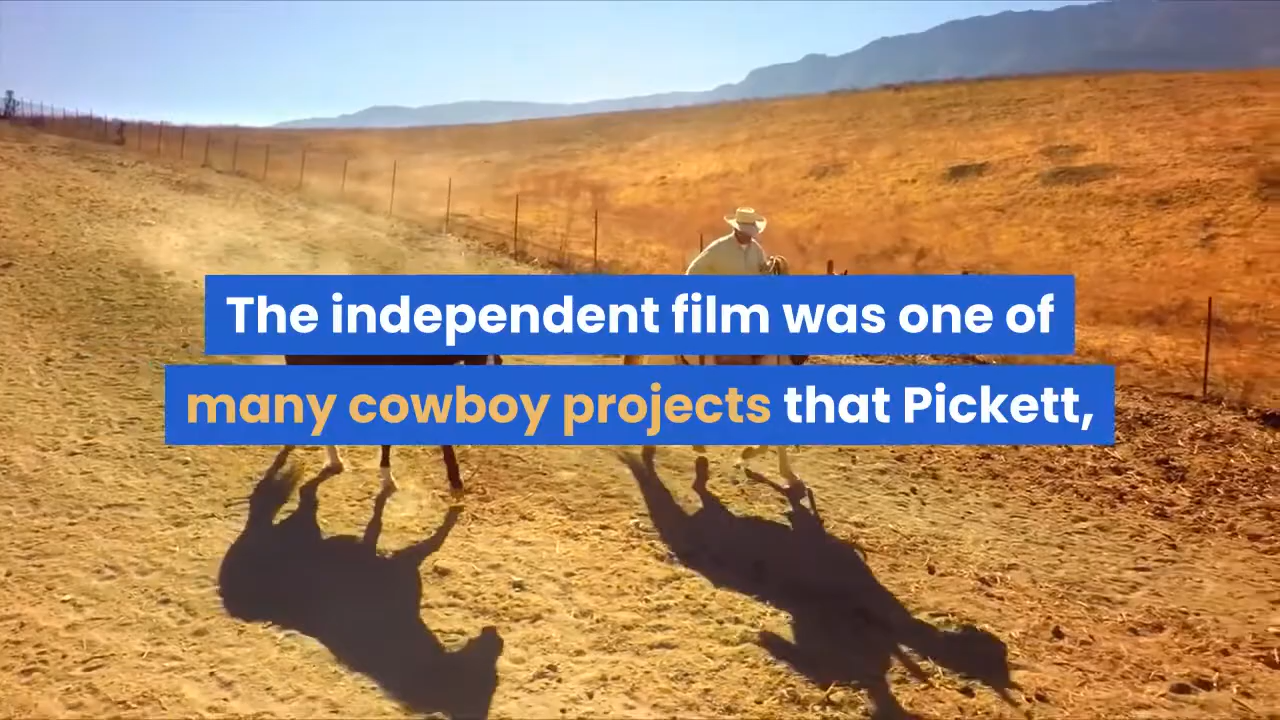 The independent film was one of
many cowboy projects that Pickett,